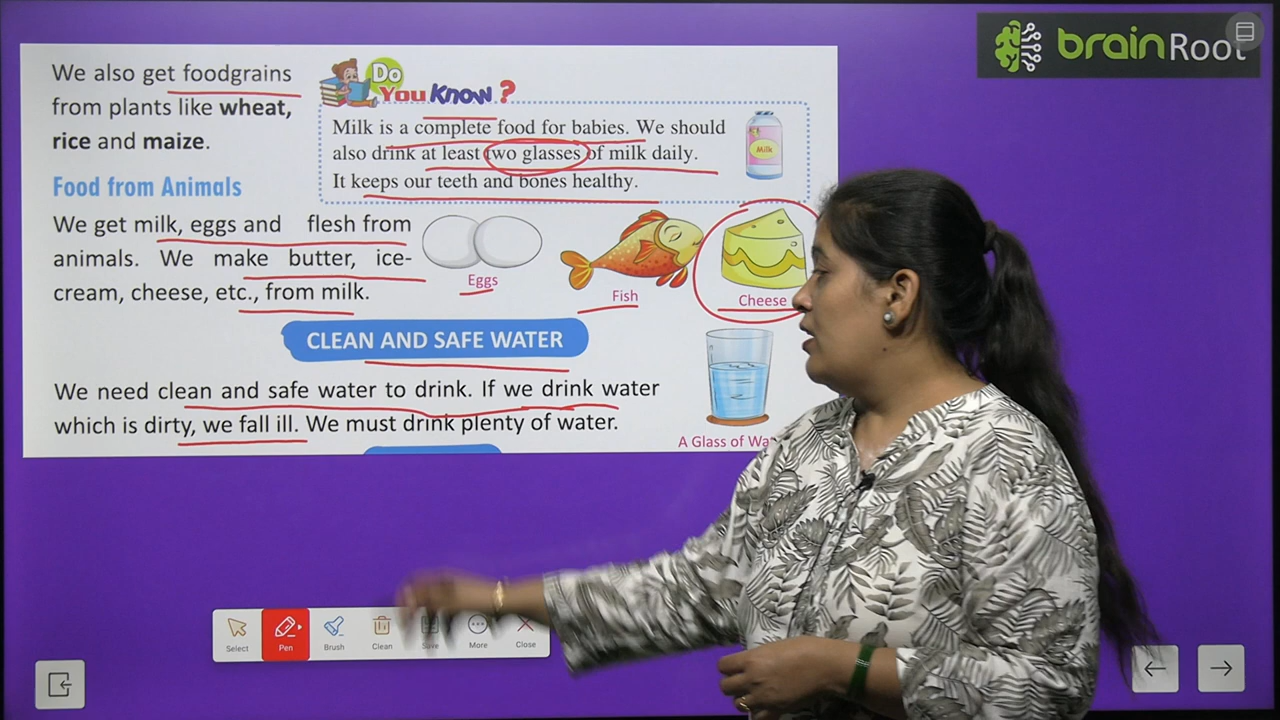 brainRoot
We also get foodgrains
from plants like wheat,
rice and maize.
Do
You Know ?
Milk is a complete food for babies. We should
also drink at least two glasses of milk daily.
It keeps our teeth and bones healthy.
Milk
Food from Animals
We get milk, eggs and flesh from
animals. We make butter, ice-
cream, cheese, etc., from milk.
Eggs
Fish
Cheese
CLEAN AND SAFE WATER
We need clean and safe water to drink. If we drink water
which is dirty, we fall ill. We must drink plenty of water.
A Glass of
Select
Pen
Brush
Clean
Save
More
Close